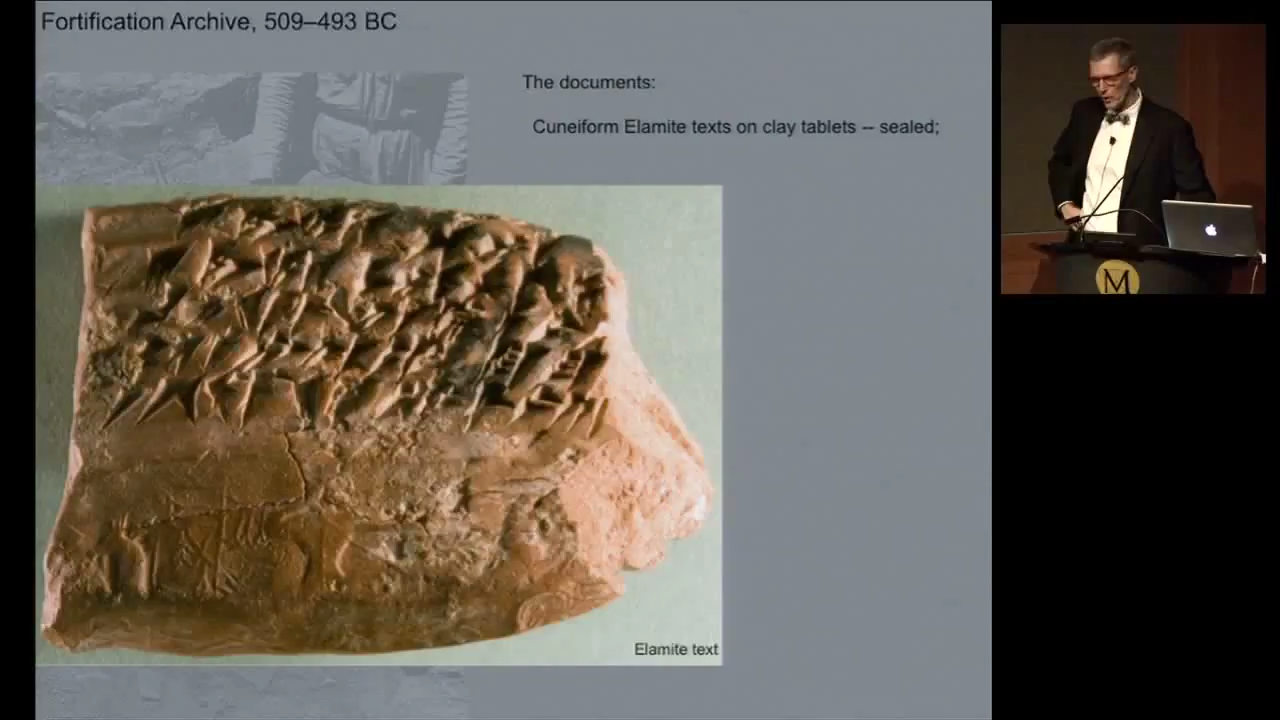 Fortification Archive, 509–493 BC
The documents:
Cuneiform Elamite texts on clay tablets -- sealed;
Elamite text
M